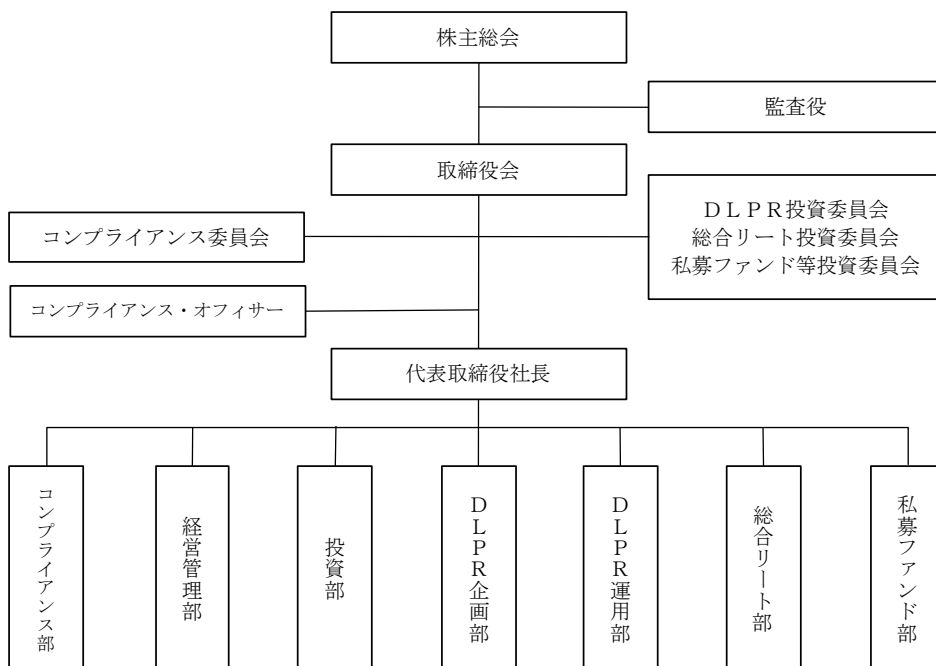 株主総会
監査役
取締役会
DLPR投資委員会
総合リート投資委員会
私募ファンド等投資委員会
コンプライアンス委員会
コンプライアンス・オフィサー
代表取締役社長
コンプライアンス部
経営管理部
投資部
DLPR企画部
DLPR運用部
総合リート部
私募ファンド部